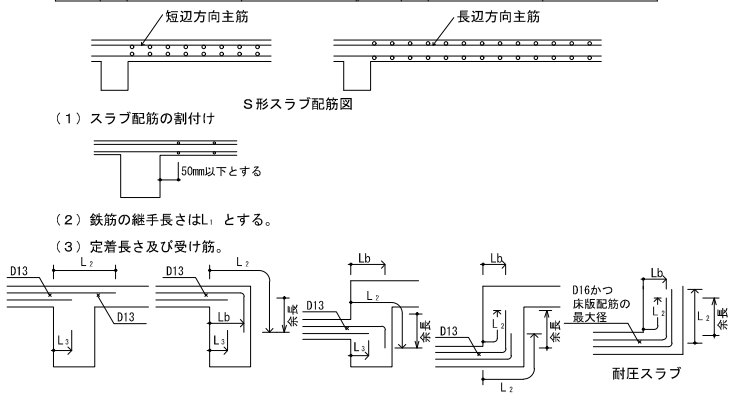 短辺方向主筋
長辺方向主筋
S形スラブ配筋図
(1) スラブ配筋の割付け
50mm以下とする
(2) 鉄筋の継手長さはL₁ とする。
(3) 定着長さ及び受け筋。
D13
L₂
D13
L₃
D13
L₂
Lb
L₃
余長
Lb
L₂
D13
L₃
余長
Lb
D13
L₂
L₂
余長
D16かつ
床版配筋の
最大径
Lb
L₂
L₂
余長
耐圧スラブ